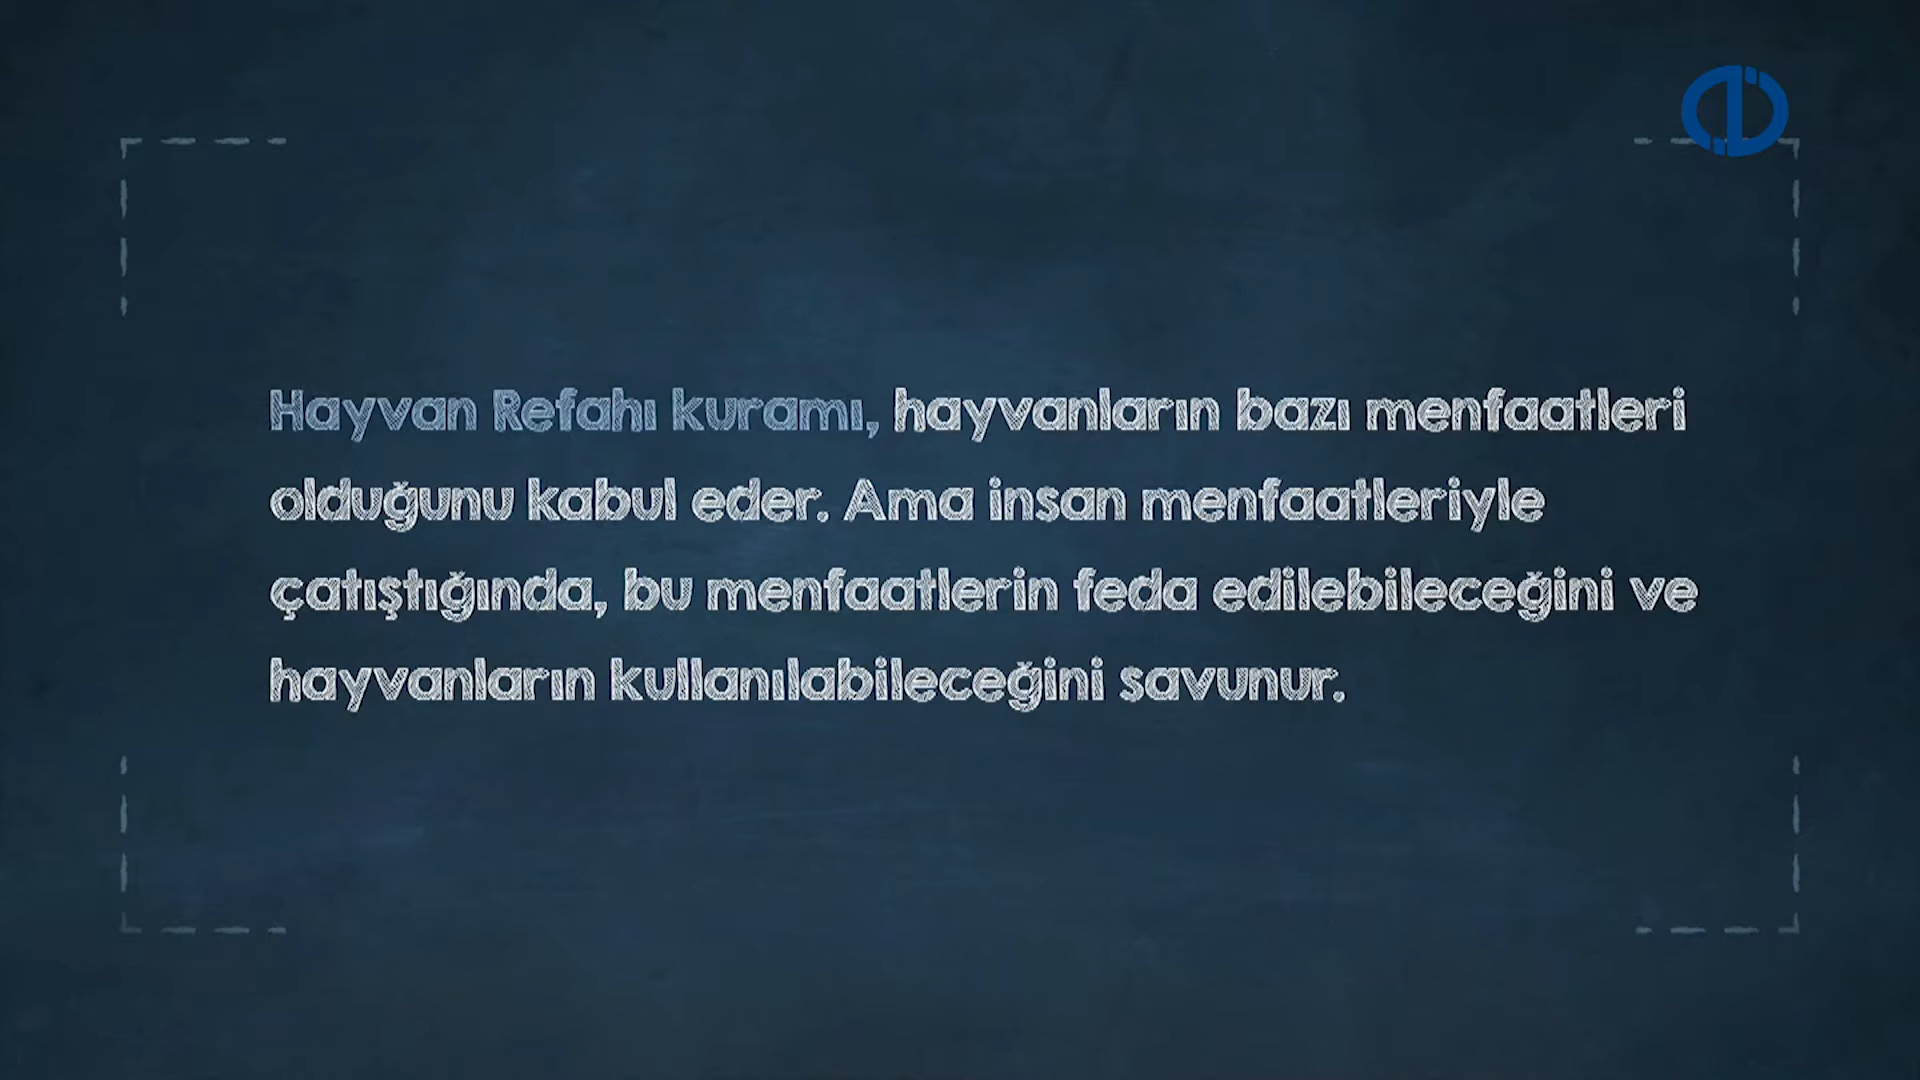 Hayvan Refahı kuramı, hayvanların bazı menfaatleri
olduğunu kabul eder. Ama insan menfaatleriyle
çatıştığında, bu menfaatlerin feda edilebileceğini ve
hayvanların kullanılabileceğini savunur.